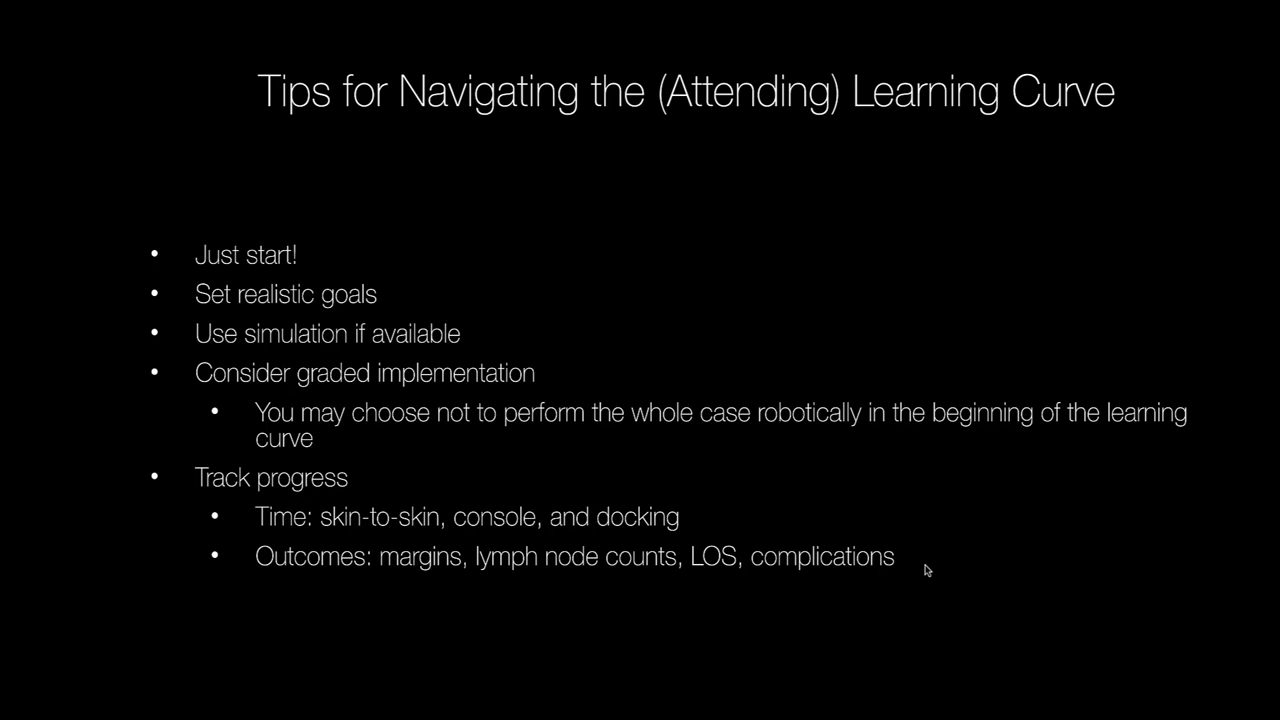 Tips for Navigating the (Attending) Learning Curve
• Just start!
• Set realistic goals
• Use simulation if available
• Consider graded implementation
• You may choose not to perform the whole case robotically in the beginning of the learning
curve
• Track progress
• Time: skin-to-skin, console, and docking
• Outcomes: margins, lymph node counts, LOS, complications